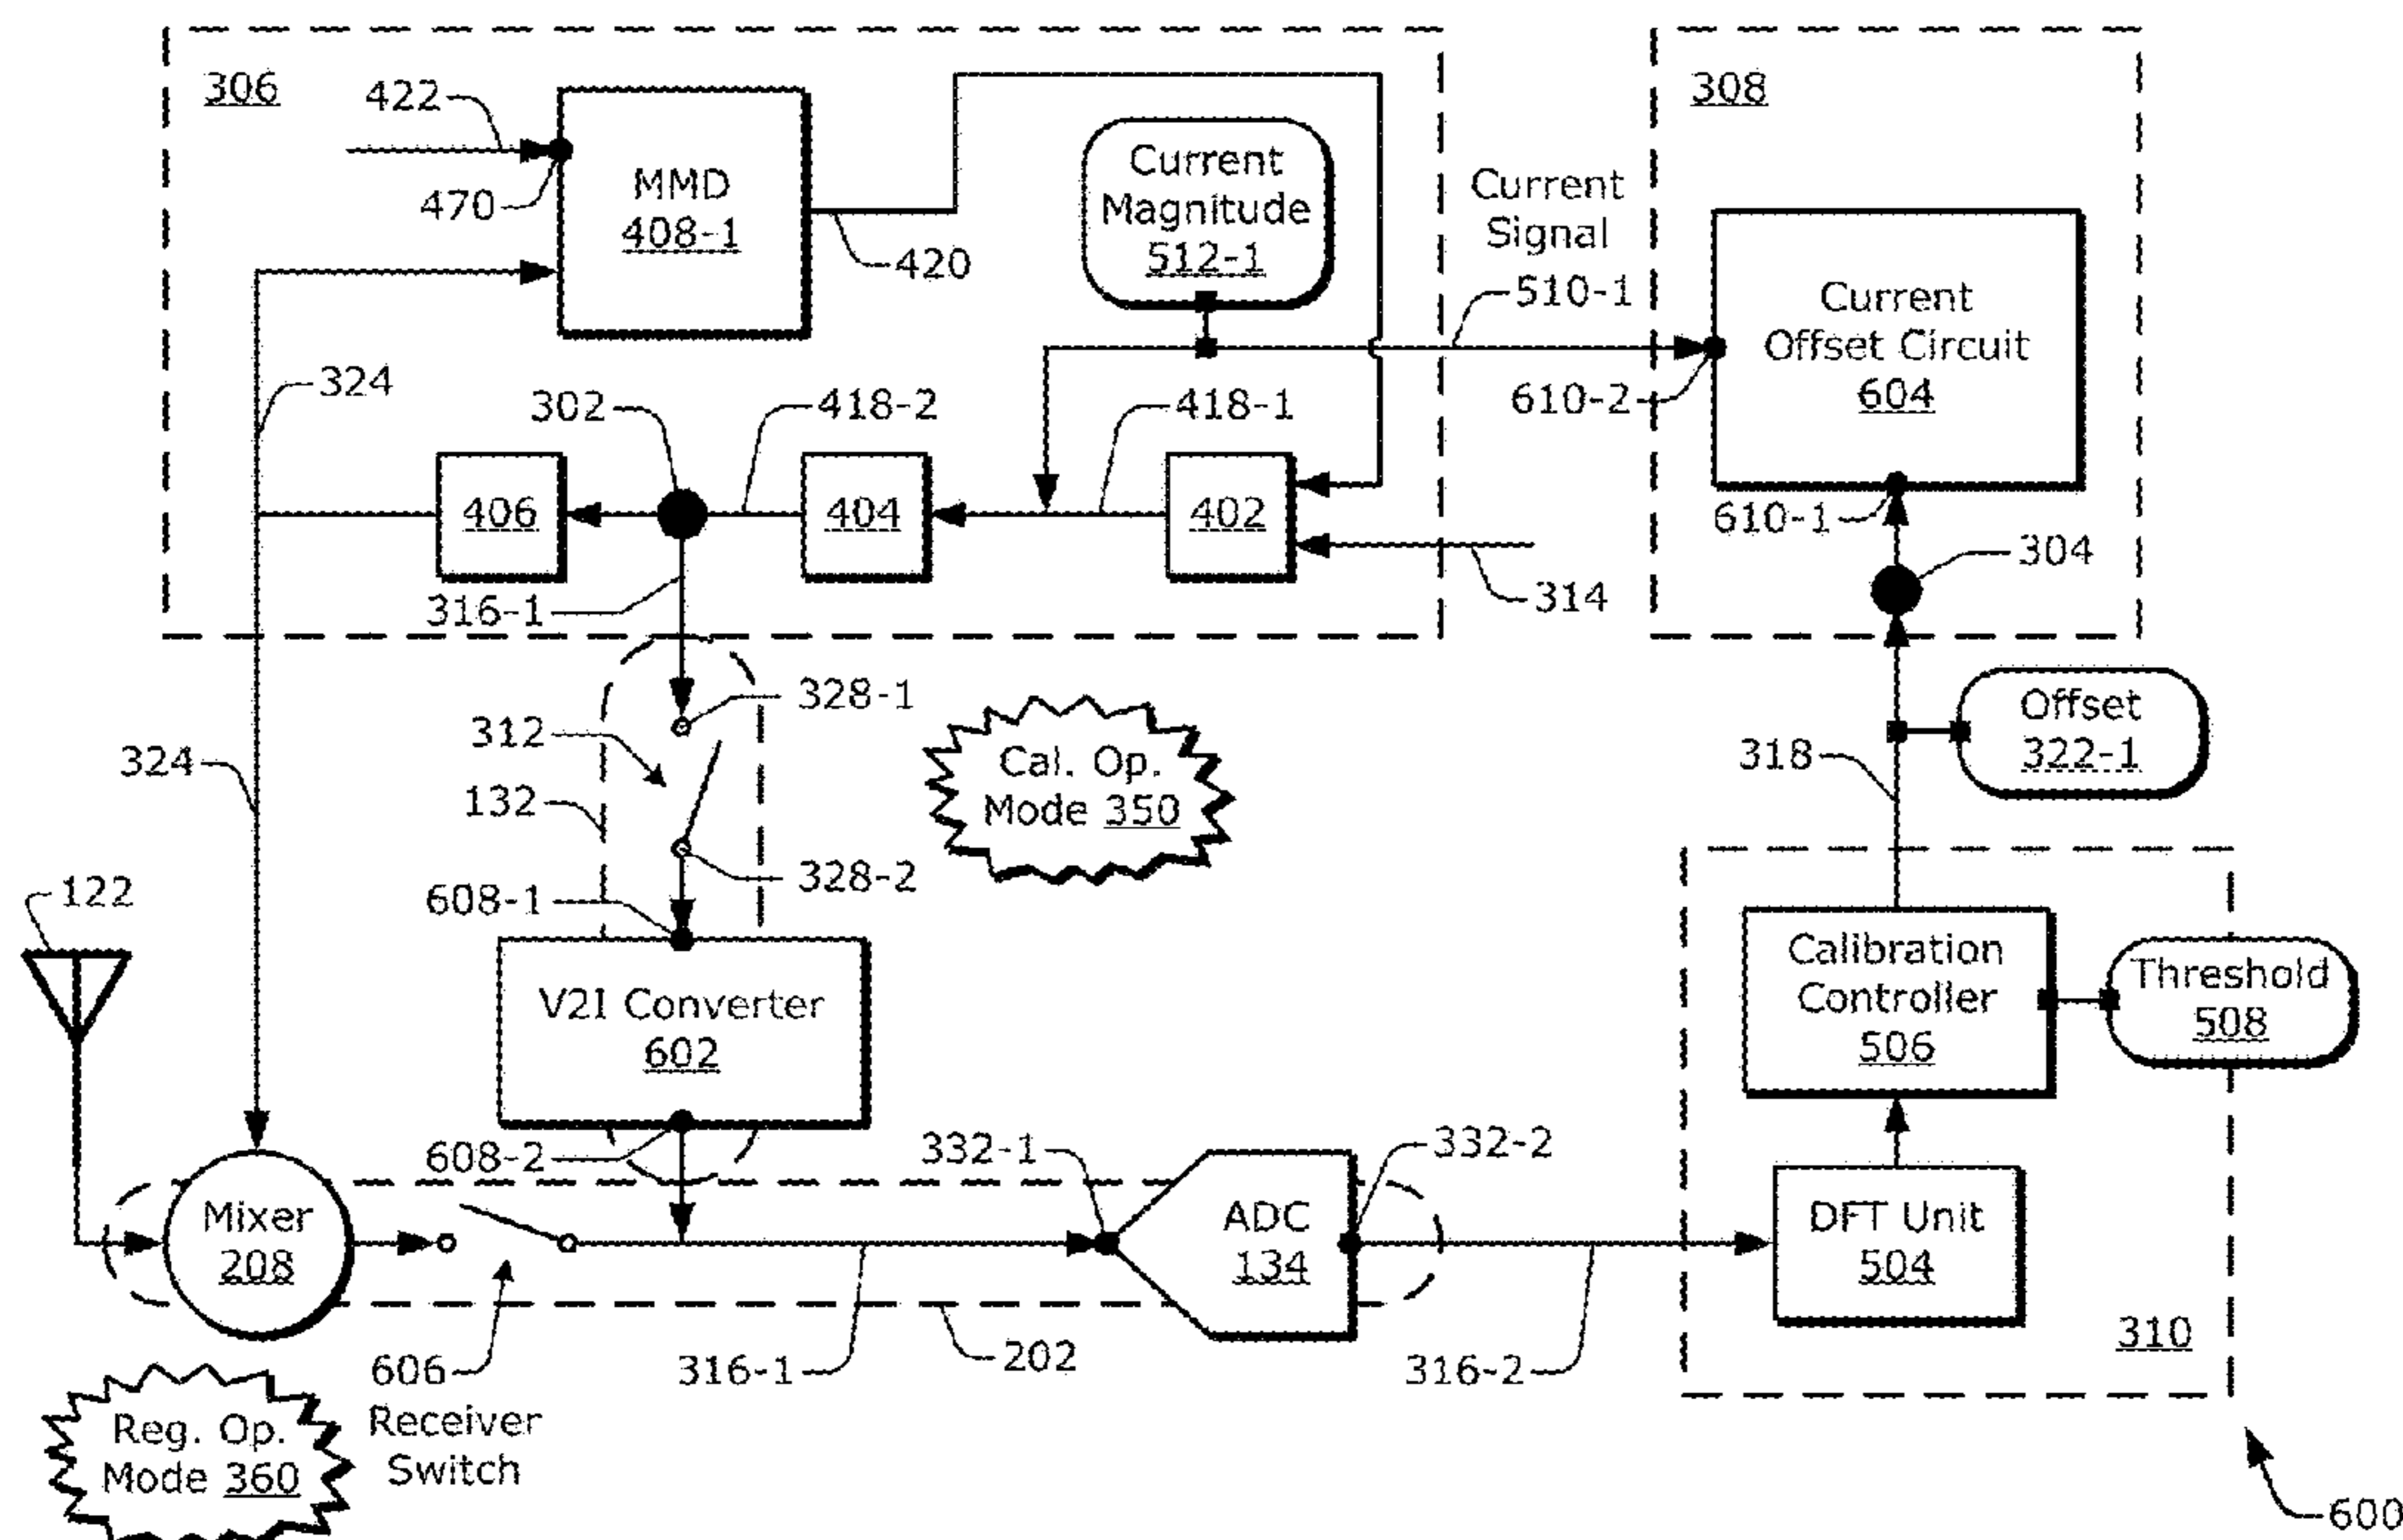 306
422
470
MMD
408-1
420
Current
Magnitude
512-1
Current
Signal
510-1
308
Current
Offset Circuit
604
610-2
610-1
304
324
302
418-2
418-1
406
404
402
316-1
314
328-1
312
132
328-2
Cal. Op.
Mode 350
318
Offset
322-1
324
122
608-1
V2I Converter
602
608-2
Calibration
Controller
506
Threshold
508
Mixer
208
332-1
ADC
134
332-2
DFT Unit
504
310
606
Receiver
Switch
316-1
202
316-2
Reg. Op.
Mode 360
600